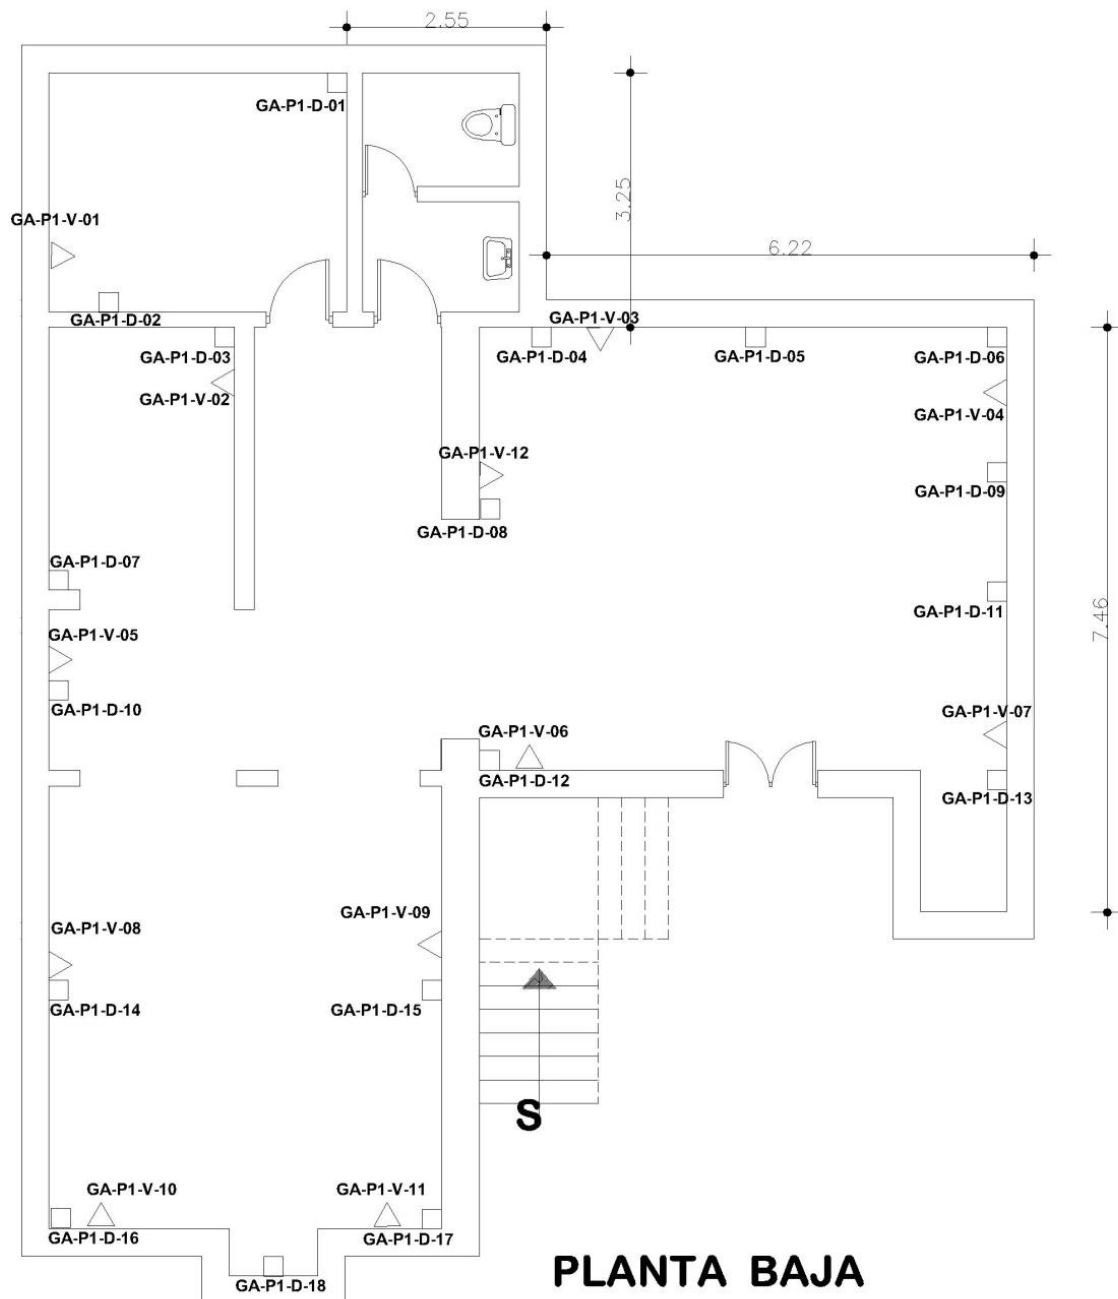 2.55
GA-P1-D-01
3.25
GA-P1-V-01
6.22
GA-P1-D-02
GA-P1-V-03
GA-P1-D-03
GA-P1-D-04
GA-P1-D-05
GA-P1-D-06
GA-P1-V-02
GA-P1-V-04
GA-P1-V-12
GA-P1-D-09
GA-P1-D-08
GA-P1-D-07
GA-P1-D-11
7.46
GA-P1-V-05
GA-P1-D-10
GA-P1-V-07
GA-P1-V-06
GA-P1-D-12
GA-P1-D-13
GA-P1-V-09
GA-P1-V-08
GA-P1-D-14
GA-P1-D-15
S
GA-P1-V-10
GA-P1-V-11
GA-P1-D-16
GA-P1-D-17
PLANTA BAJA
GA-P1-D-18